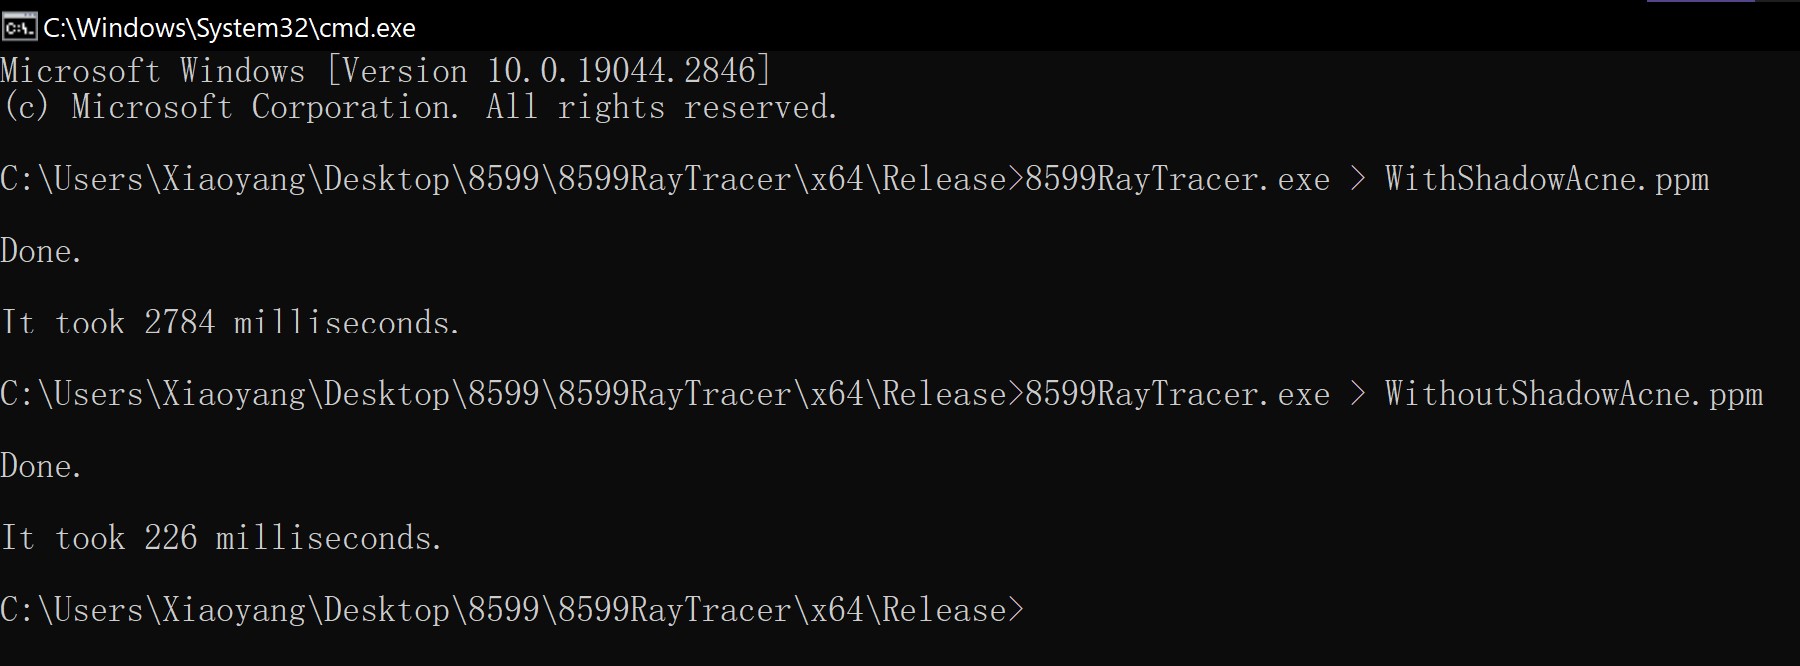 C:\Windows\System32\cmd.exe
Microsoft Windows [Version 10.0.19044.2846]
(c) Microsoft Corporation. All rights reserved.
C:\Users\Xiaoyang\Desktop\8599\8599RayTracer\x64\Release>8599RayTracer.exe > WithShadowAcne.ppm
Done.
It took 2784 milliseconds.
C:\Users\Xiaoyang\Desktop\8599\8599RayTracer\x64\Release>8599RayTracer.exe > WithoutShadowAcne.ppm
Done.
It took 226 milliseconds.
C:\Users\Xiaoyang\Desktop\8599\8599RayTracer\x64\Release>